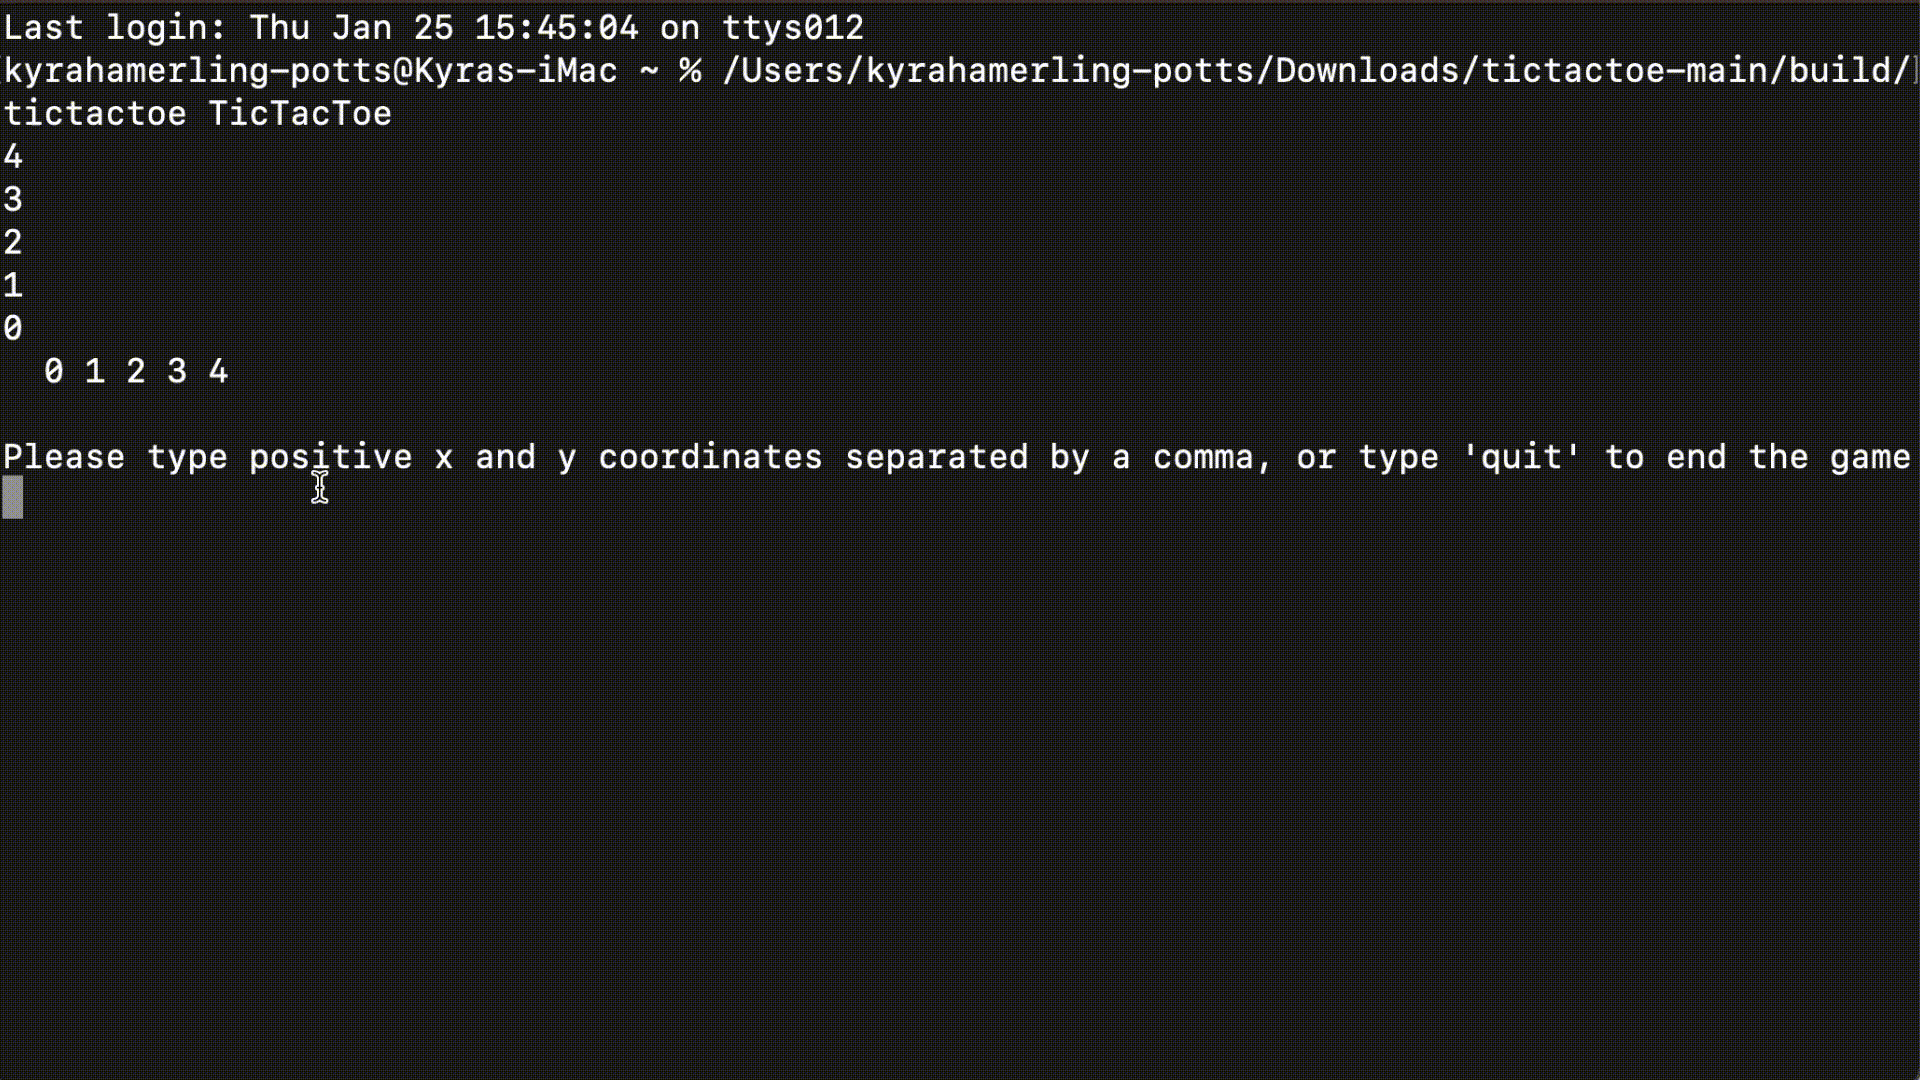 Last login: Thu Jan 25 15:45:04 on ttys012
kyrahamerling-potts@Kyras-iMac ~ % /Users/kyrahamerling-potts/Downloads/tictactoe-main/build/
tictactoe TicTacToe
4
3
2
1
0
  0 1 2 3 4
Please type positive x and y coordinates separated by a comma, or type 'quit' to end the game